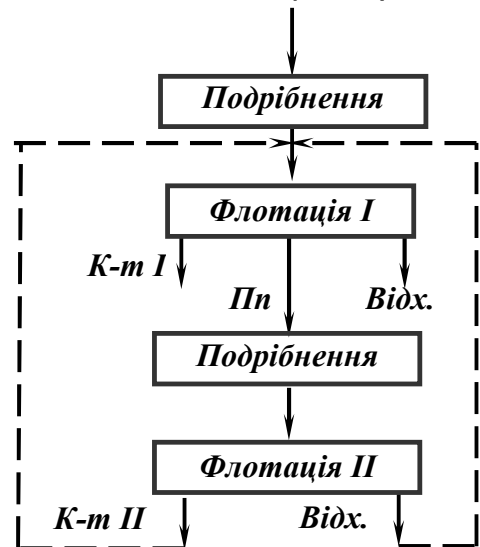 Подрібнення
Флотація I
К-т I
Пп
Відх.
Подрібнення
Флотація II
К-т II
Відх.